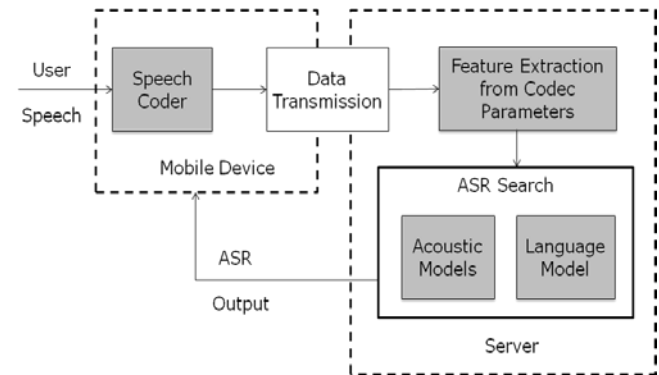 User
Speech
Speech
Coder
Mobile Device
Data
Transmission
Feature Extraction
from Codec
Parameters
ASR Search
Acoustic
Models
Language
Model
Server
ASR
Output